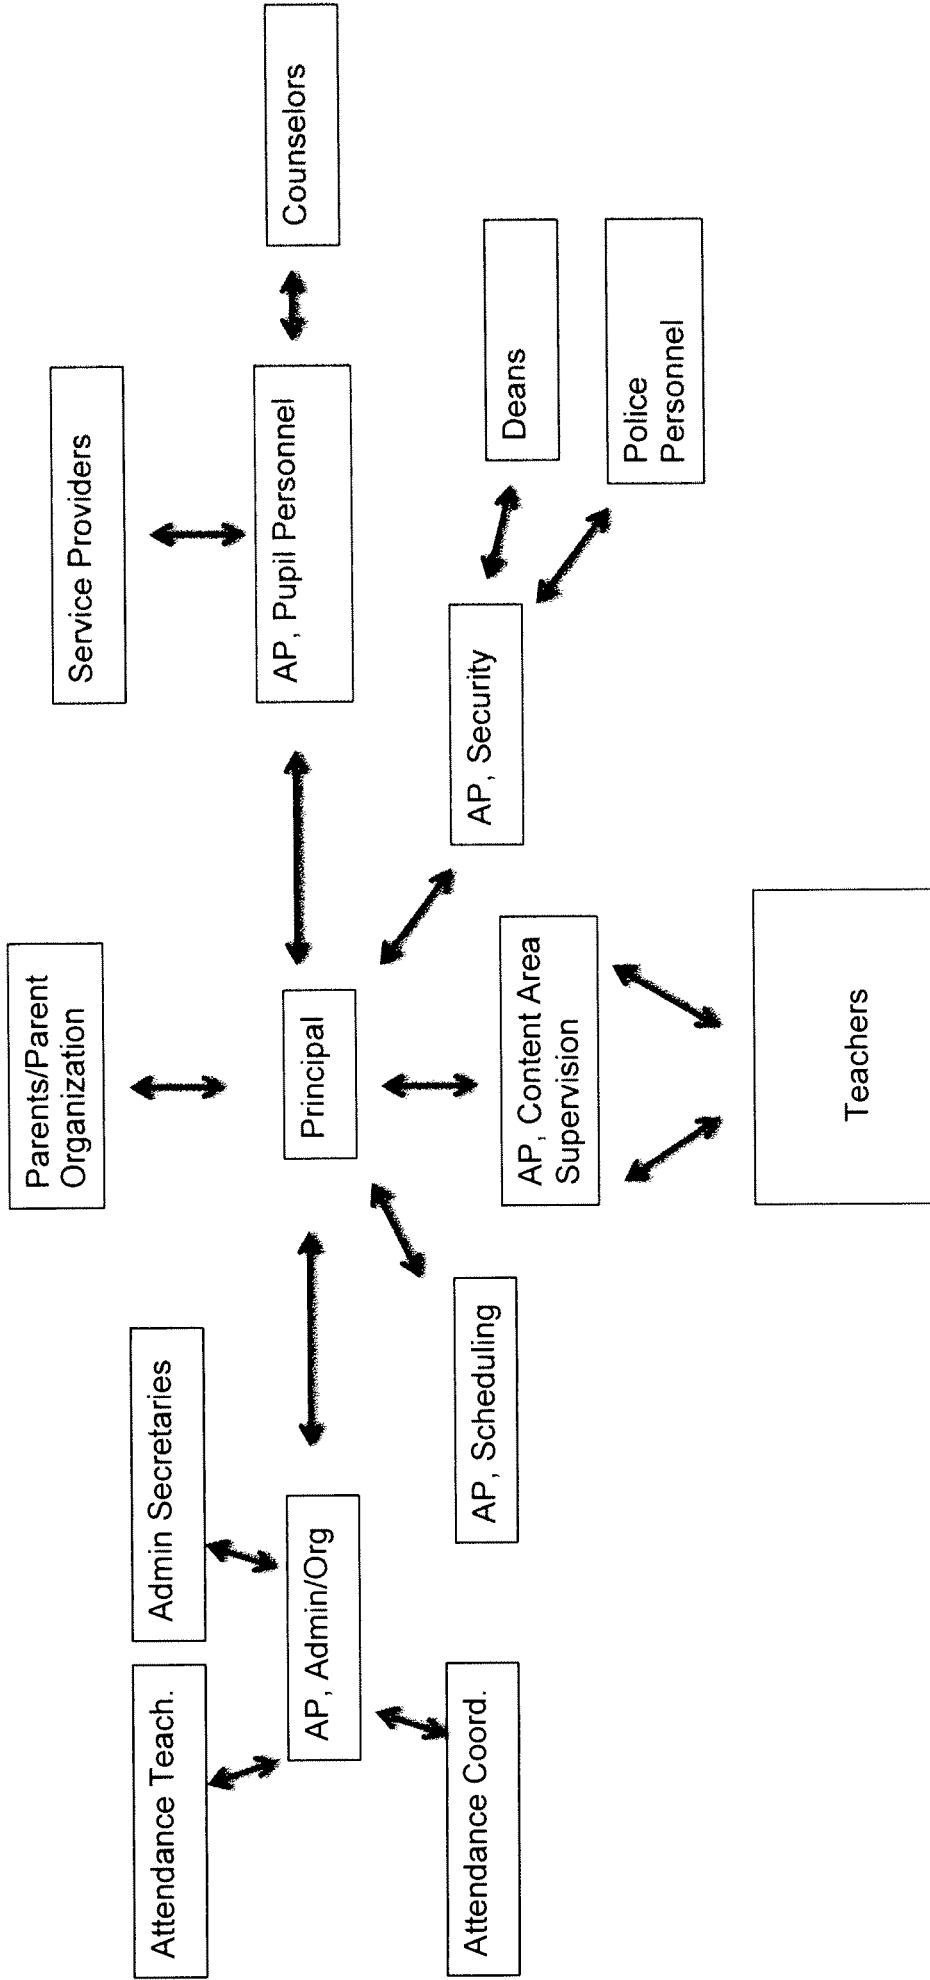 Parents/Parent
Organization
Service Providers
Attendance Teach.
Admin Secretaries
AP, Admin/Org
Principal
AP, Pupil Personnel
Counselors
Attendance Coord.
AP, Scheduling
AP, Content Area
Supervision
AP, Security
Deans
Police
Personnel
Teachers